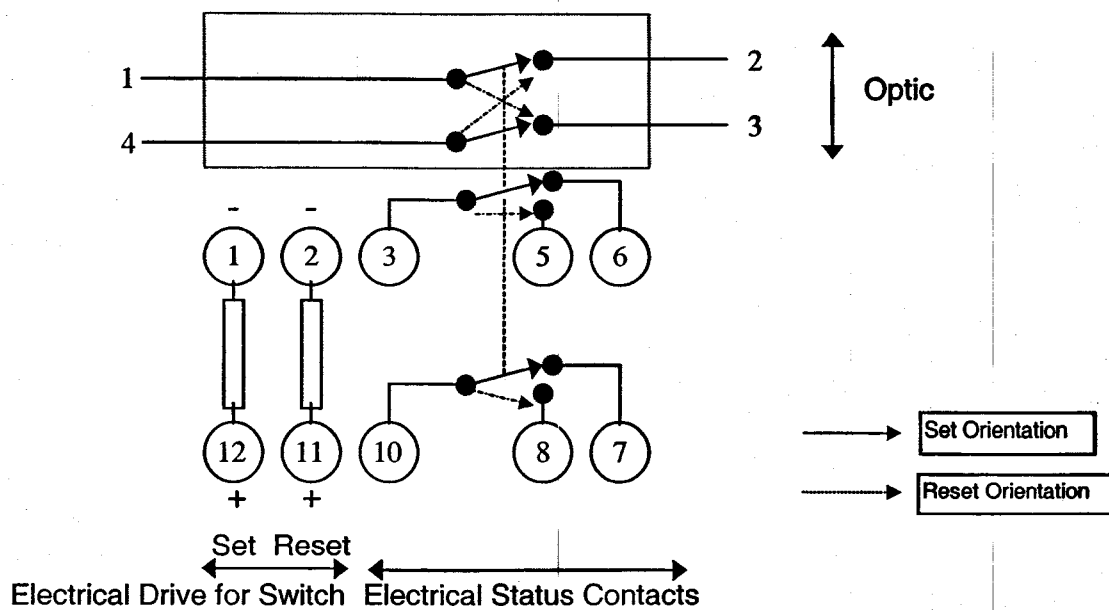 1
2
Optic
4
3
- -
1 2 3 5 6
12 11 10 8 7
+ +
Set Orientation
Reset Orientation
Set Reset
Electrical Drive for Switch Electrical Status Contacts